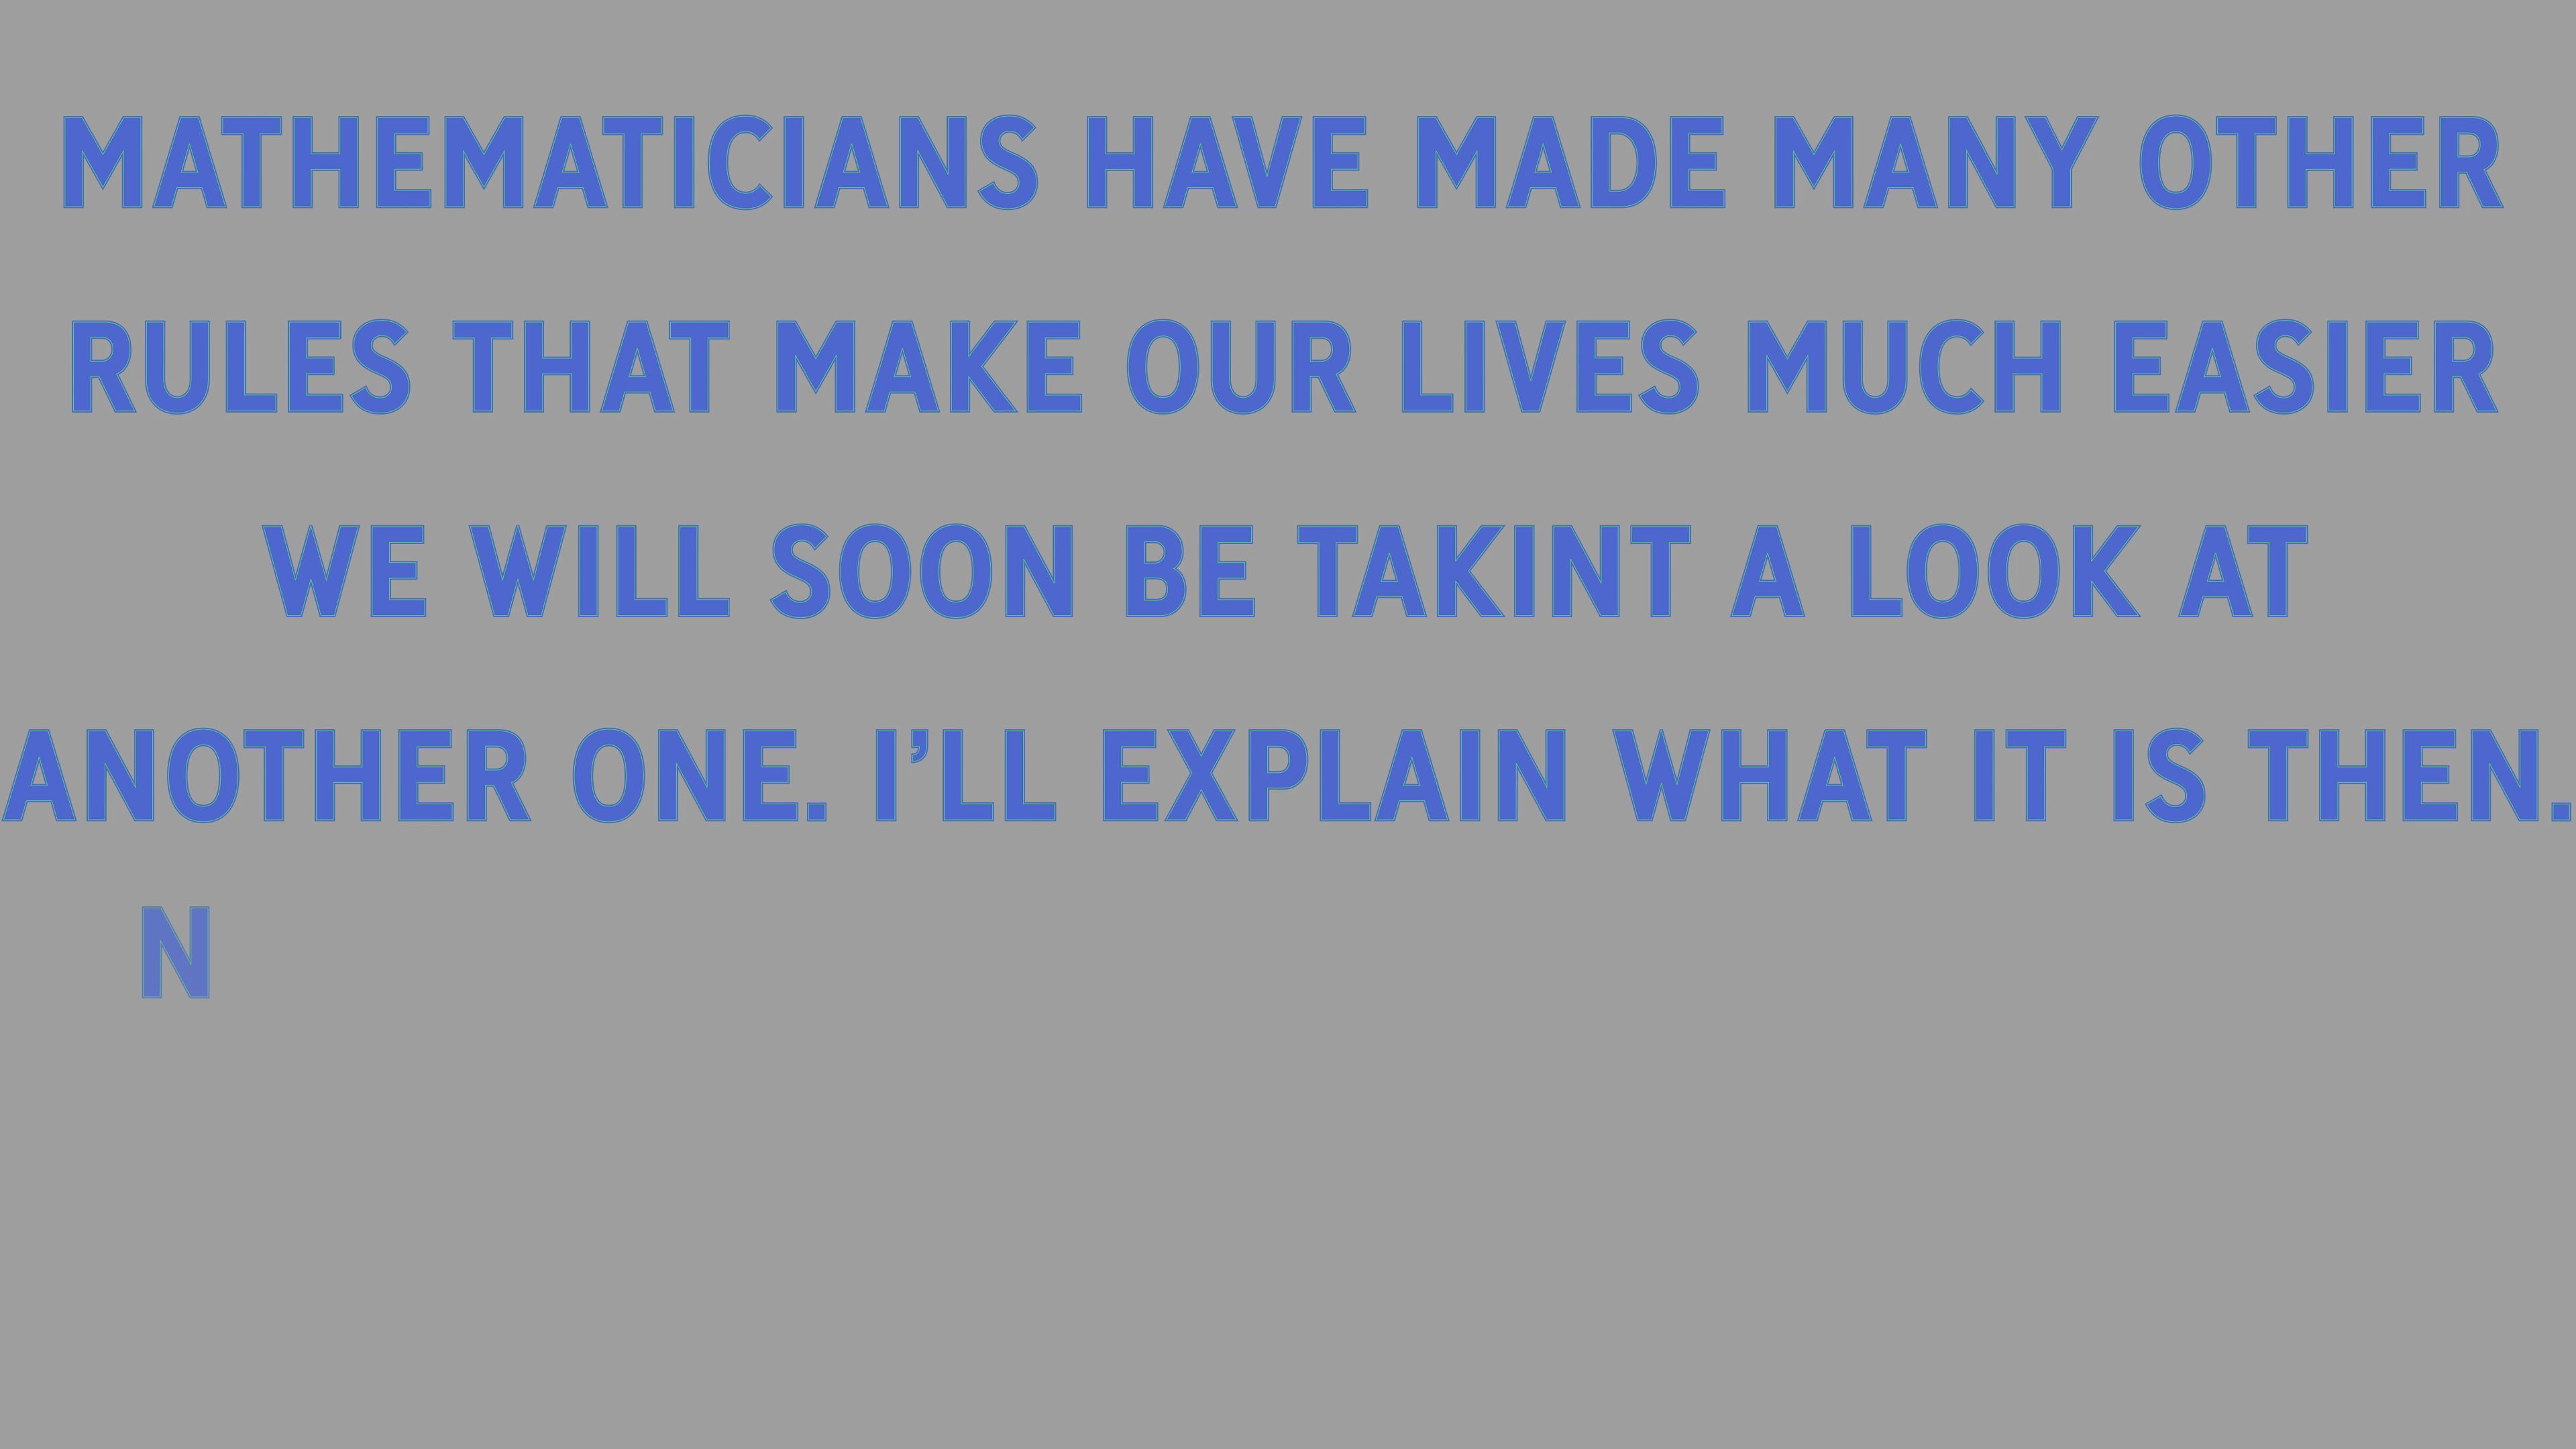 MATHEMATICIANS HAVE MADE MANY OTHER
RULES THAT MAKE OUR LIVES MUCH EASIER
WE WILL SOON BE TAKINT A LOOK AT
ANOTHER ONE. I'LL EXPLAIN WHAT IT IS THEN.
N